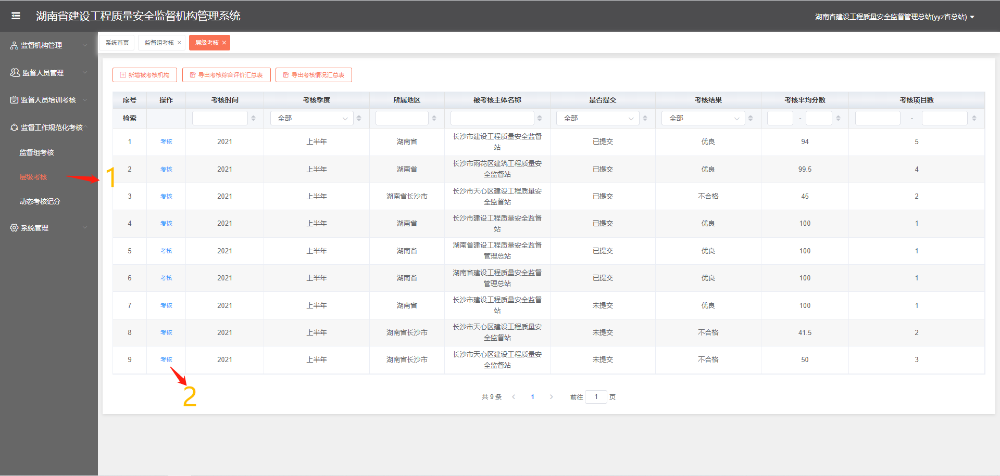 湖南省建设工程质量安全监督机构管理系统
湖南省建设工程质量安全监督管理总站(yyz省总站)
监督机构管理
监督人员管理
监督人员培训考核
监督工作规范化考核
监督组考核
层级考核
动态考核记分
系统管理
1
系统首页 监督组考核 × 层级考核 ×
新增被考核机构 导出考核综合评价汇总表 导出考核情况汇总表
序号 操作 考核时间 考核季度 所属地区 被考核主体名称 是否提交 考核结果 考核平均分数 考核项目数
检索 全部 全部 全部 - -
1 考核 2021 上半年 湖南省 长沙市建设工程质量安全监督 已提交 优良 94 5
站
2 考核 2021 上半年 湖南省 长沙市雨花区建筑工程质量安 已提交 优良 99.5 4
全监督站
3 考核 2021 上半年 湖南省长沙市 长沙市天心区建设工程质量安 已提交 不合格 45 2
全监督站
4 考核 2021 上半年 湖南省 长沙市建设工程质量安全监督 已提交 优良 100 1
站
5 考核 2021 上半年 湖南省 湖南省建设工程质量安全监督 已提交 优良 100 1
管理总站
6 考核 2021 上半年 湖南省 湖南省建设工程质量安全监督 已提交 优良 100 1
管理总站
7 考核 2021 上半年 湖南省 长沙市建设工程质量安全监督 未提交 优良 100 1
站
8 考核 2021 上半年 湖南省长沙市 长沙市天心区建设工程质量安 未提交 不合格 41.5 2
全监督站
9 考核 2021 上半年 湖南省长沙市 长沙市天心区建设工程质量安 未提交 不合格 50 3
全监督站
2
共 9 条 < 1 > 前往 1 页